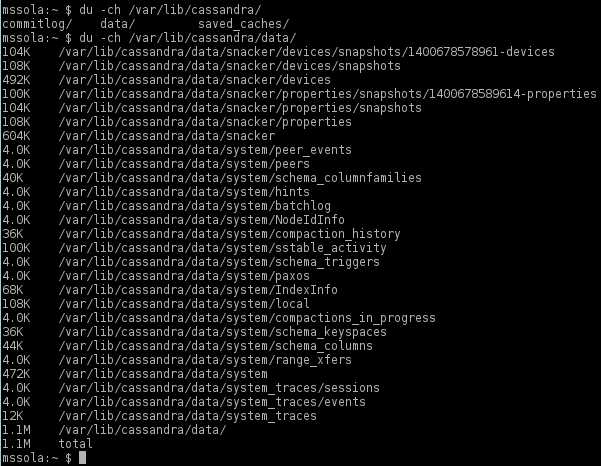 mssola:~ $ du -ch /var/lib/cassandra/
commitlog/    data/         saved_caches/
mssola:~ $ du -ch /var/lib/cassandra/data/
104K    /var/lib/cassandra/data/snacker/devices/snapshots/1400678578961-devices
108K    /var/lib/cassandra/data/snacker/devices/snapshots
492K    /var/lib/cassandra/data/snacker/devices
100K    /var/lib/cassandra/data/snacker/properties/snapshots/1400678589614-properties
104K    /var/lib/cassandra/data/snacker/properties/snapshots
108K    /var/lib/cassandra/data/snacker/properties
604K    /var/lib/cassandra/data/snacker
4.0K    /var/lib/cassandra/data/system/peer_events
4.0K    /var/lib/cassandra/data/system/peers
40K     /var/lib/cassandra/data/system/schema_columnfamilies
4.0K    /var/lib/cassandra/data/system/hints
4.0K    /var/lib/cassandra/data/system/batchlog
4.0K    /var/lib/cassandra/data/system/NodeIdInfo
36K     /var/lib/cassandra/data/system/compaction_history
100K    /var/lib/cassandra/data/system/sstable_activity
4.0K    /var/lib/cassandra/data/system/schema_triggers
4.0K    /var/lib/cassandra/data/system/paxos
68K     /var/lib/cassandra/data/system/IndexInfo
108K    /var/lib/cassandra/data/system/local
4.0K    /var/lib/cassandra/data/system/compactions_in_progress
36K     /var/lib/cassandra/data/system/schema_keyspaces
44K     /var/lib/cassandra/data/system/schema_columns
4.0K    /var/lib/cassandra/data/system/range_xfers
472K    /var/lib/cassandra/data/system
4.0K    /var/lib/cassandra/data/system_traces/sessions
4.0K    /var/lib/cassandra/data/system_traces/events
12K     /var/lib/cassandra/data/system_traces
1.1M    /var/lib/cassandra/data/
1.1M    total
mssola:~ $